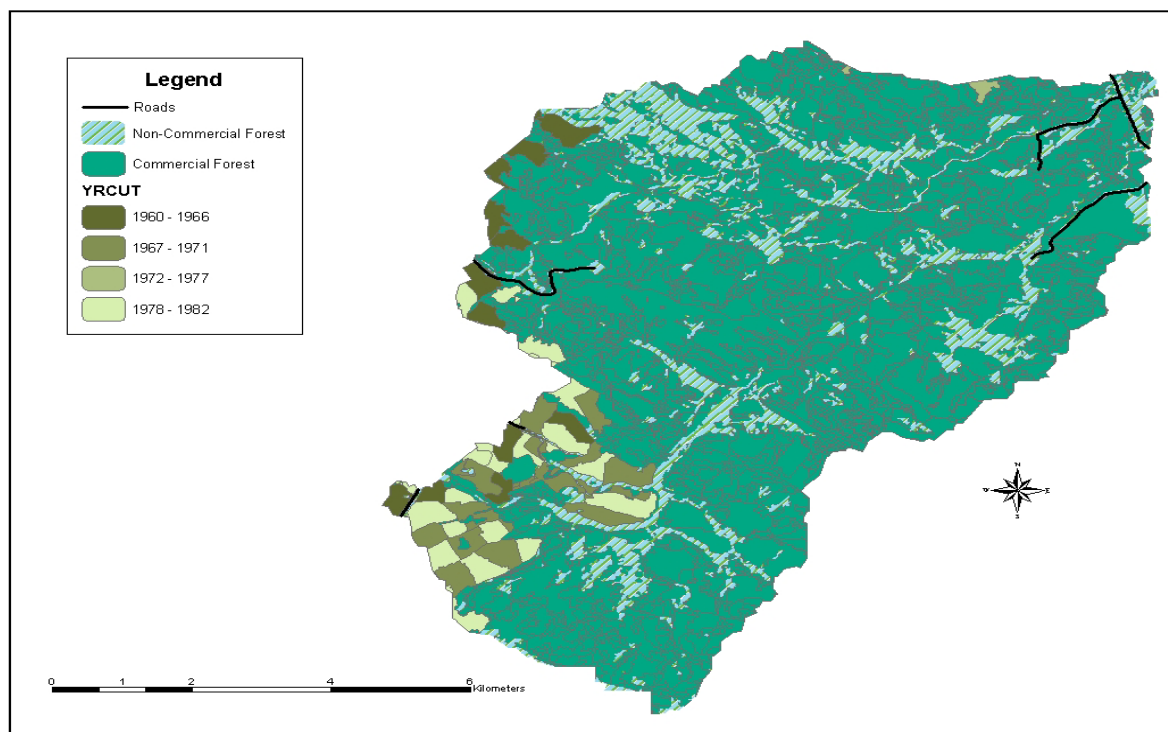 Legend
Roads
Non-Commercial Forest
Commercial Forest
YRCUT
1960 - 1966
1967 - 1971
1972 - 1977
1978 - 1982
N
W E
S
0 1 2 4 6
Kilometers